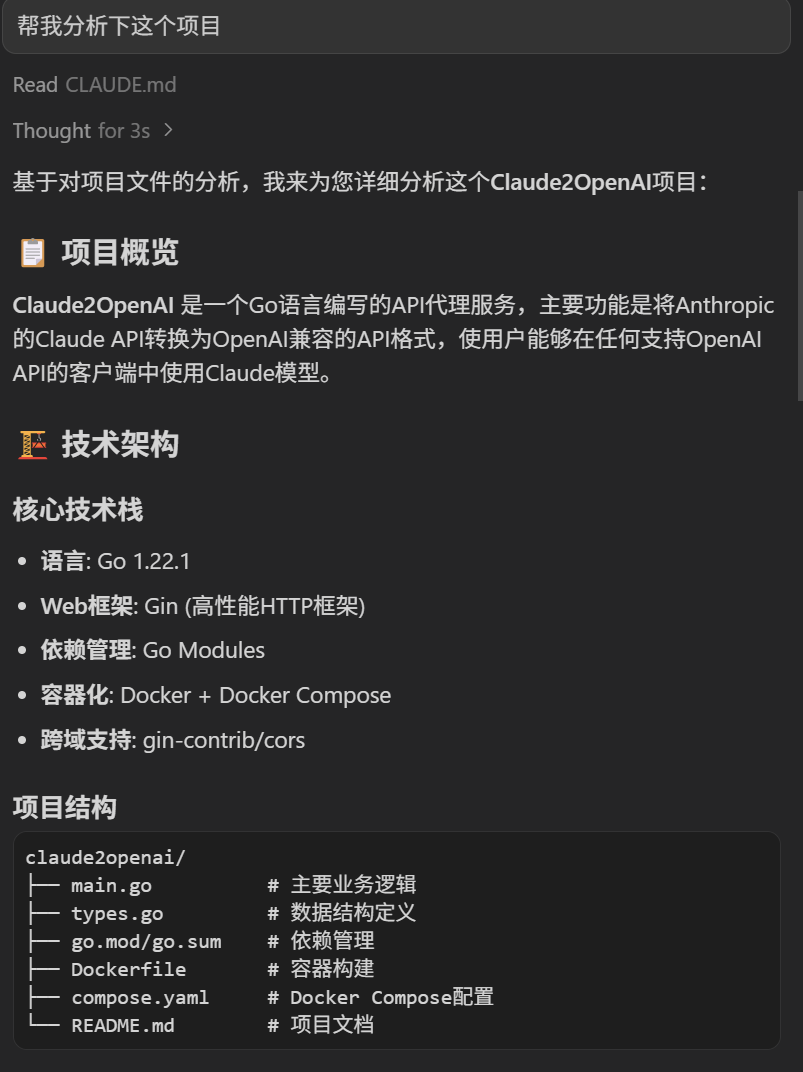 帮我分析下这个项目
Read CLAUDE.md
Thought for 3s >
基于对项目文件的分析，我来为您详细分析这个Claude2OpenAI项目：
📋 项目概览
Claude2OpenAI 是一个Go语言编写的API代理服务，主要功能是将Anthropic
的Claude API转换为OpenAI兼容的API格式，使用户能够在任何支持OpenAI
API的客户端中使用Claude模型。
🏗️ 技术架构
核心技术栈
• 语言: Go 1.22.1
• Web框架: Gin (高性能HTTP框架)
• 依赖管理: Go Modules
• 容器化: Docker + Docker Compose
• 跨域支持: gin-contrib/cors
项目结构
claude2openai/
├── main.go          # 主要业务逻辑
├── types.go         # 数据结构定义
├── go.mod/go.sum    # 依赖管理
├── Dockerfile       # 容器构建
├── compose.yaml     # Docker Compose配置
└── README.md        # 项目文档